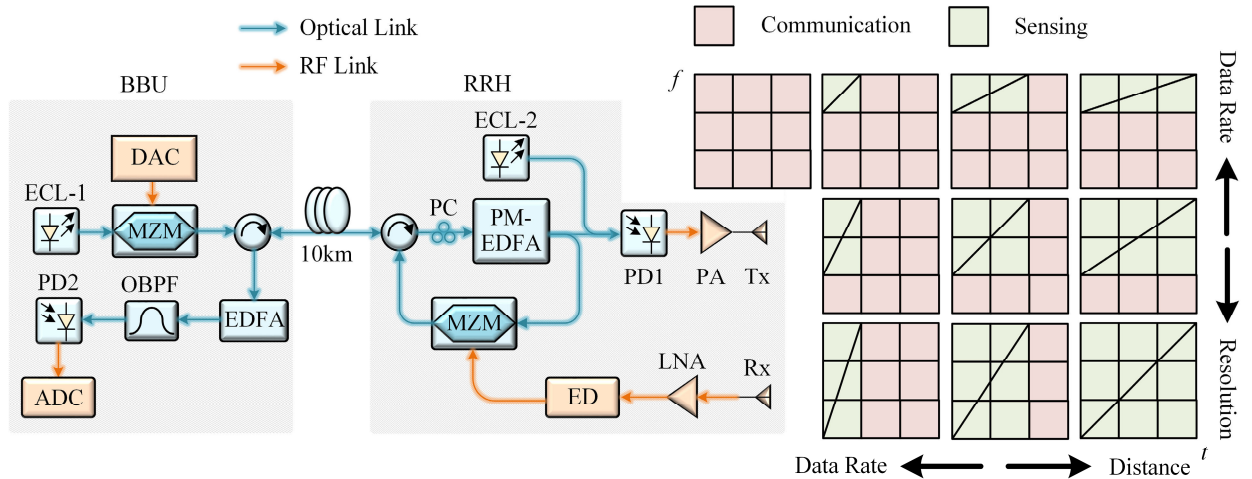 Optical Link
RF Link
BBU
RRH
ECL-2
DAC
ECL-1
MZM
10km
PC
PM-
EDFA
PD1
PA
Tx
PD2
OBPF
EDFA
MZM
ADC
ED
LNA
Rx
Communication
Sensing
f
Data Rate
Resolution
t
Data Rate
Distance